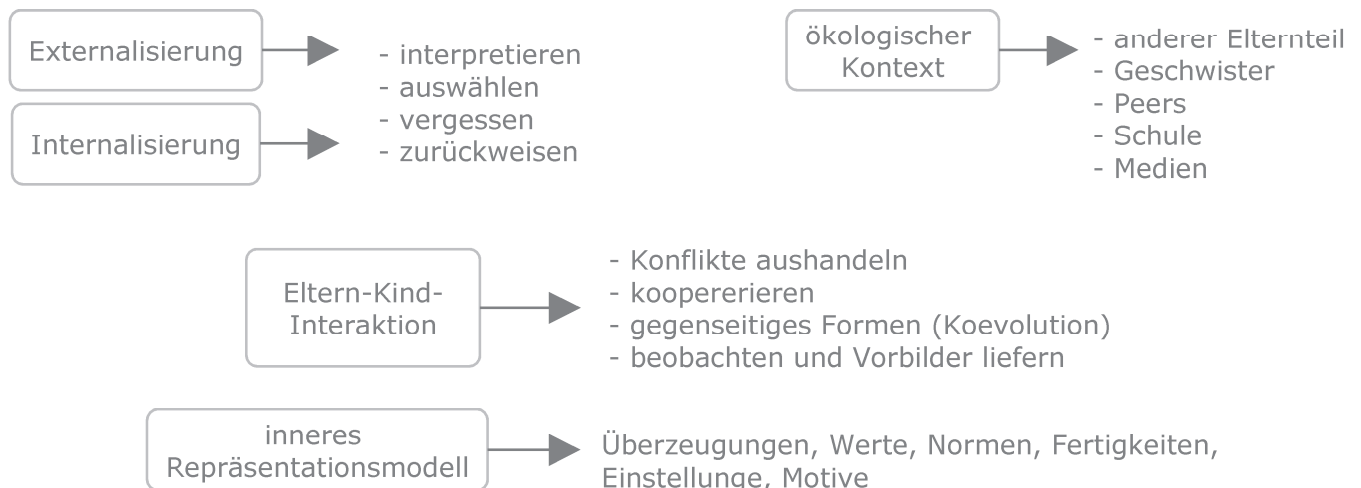 Externalisierung
Internalisierung
- interpretieren
- auswählen
- vergessen
- zurückweisen
ökologischer
Kontext
- anderer Elternteil
- Geschwister
- Peers
- Schule
- Medien
Eltern-Kind-
Interaktion
- Konflikte aushandeln
- koopererieren
- gegenseitiges Formen (Koevolution)
- beobachten und Vorbilder liefern
inneres
Repräsentationsmodell
Überzeugungen, Werte, Normen, Fertigkeiten,
Einstellunge, Motive